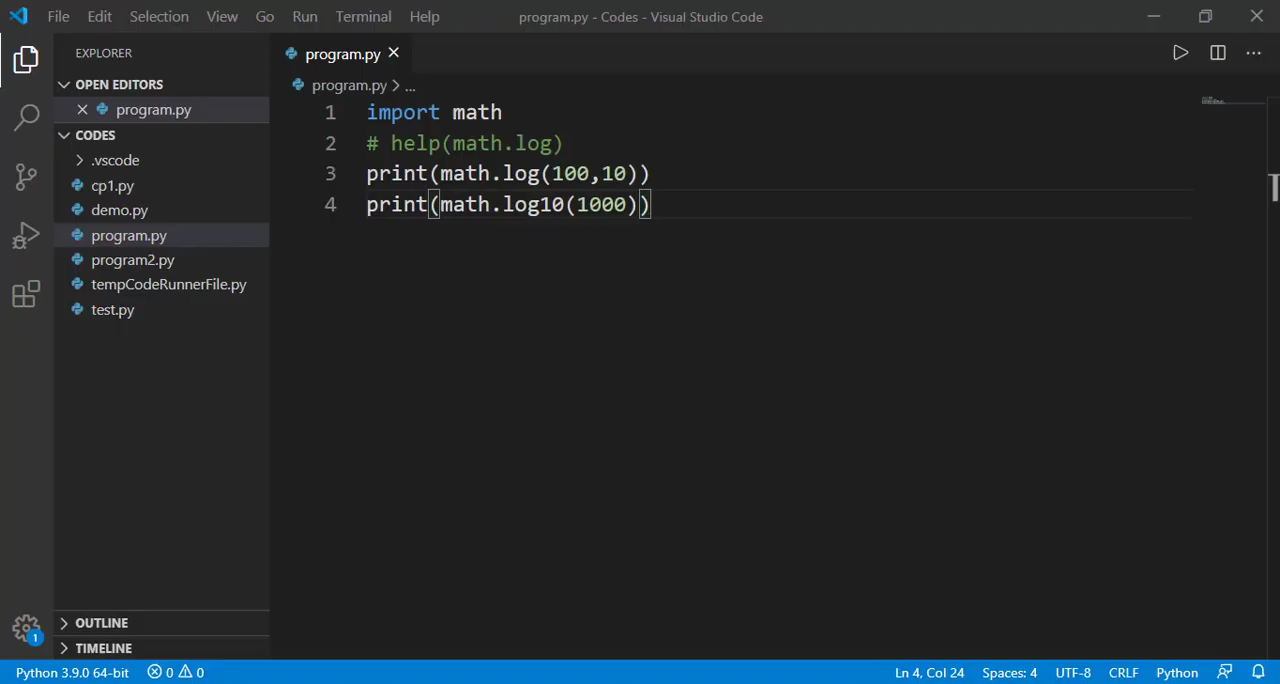 File Edit Selection View Go Run Terminal Help program.py - Codes - Visual Studio Code
EXPLORER
program.py
OPEN EDITORS
program.py
CODES
.vscode
cp1.py
demo.py
program.py
program2.py
tempCodeRunnerFile.py
test.py
OUTLINE
TIMELINE
program.py > ...
1 import math
2 # help(math.log)
3 print(math.log(100,10))
4 print(math.log10(1000))
1
Python 3.9.0 64-bit 0 0 Ln 4, Col 24 Spaces: 4 UTF-8 CRLF Python